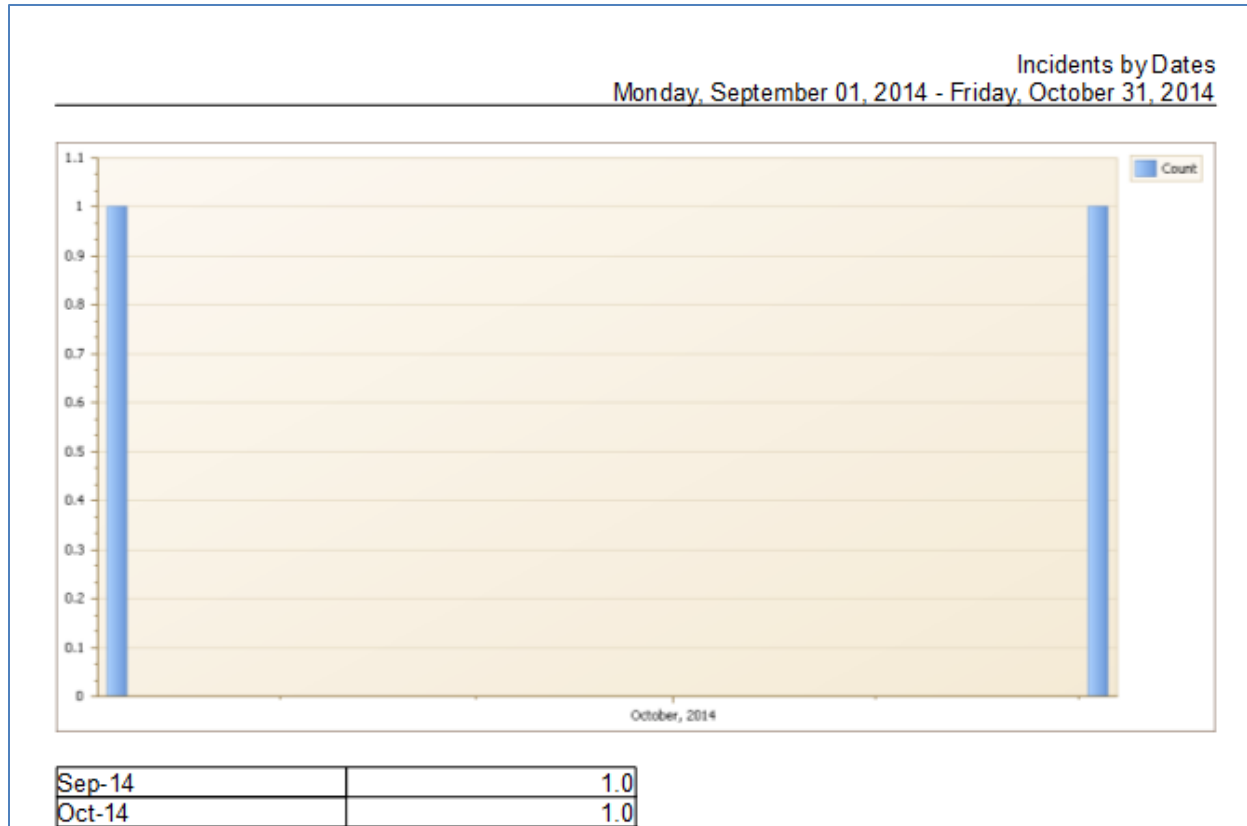 Incidents by Dates
Monday, September 01, 2014 - Friday, October 31, 2014
1.1
Count
1
0.9
0.8
0.7
0.6
0.5
0.4
0.3
0.2
0.1
0
October, 2014
Sep-14 1.0
Oct-14 1.0